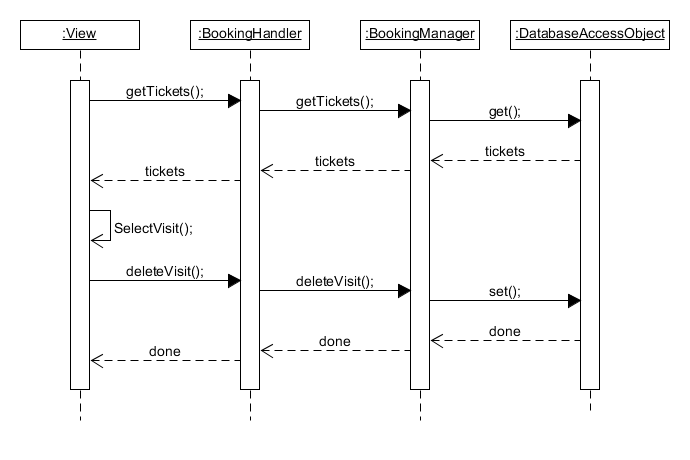 :View
:BookingHandler
:BookingManager
:DatabaseAccessObject
getTickets();
getTickets();
get();
tickets
tickets
tickets
SelectVisit();
deleteVisit();
deleteVisit();
set();
done
done
done